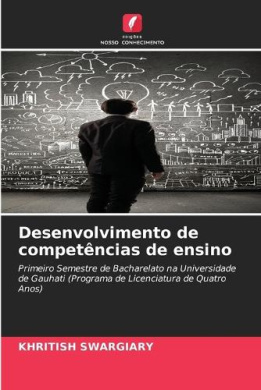 edições
NOSSO CONHECIMENTO
Desenvolvimento de
competências de ensino
Primeiro Semestre de Bacharelato na Universidade
de Gauhati (Programa de Licenciatura de Quatro
Anos)
KHRITISH SWARGIARY